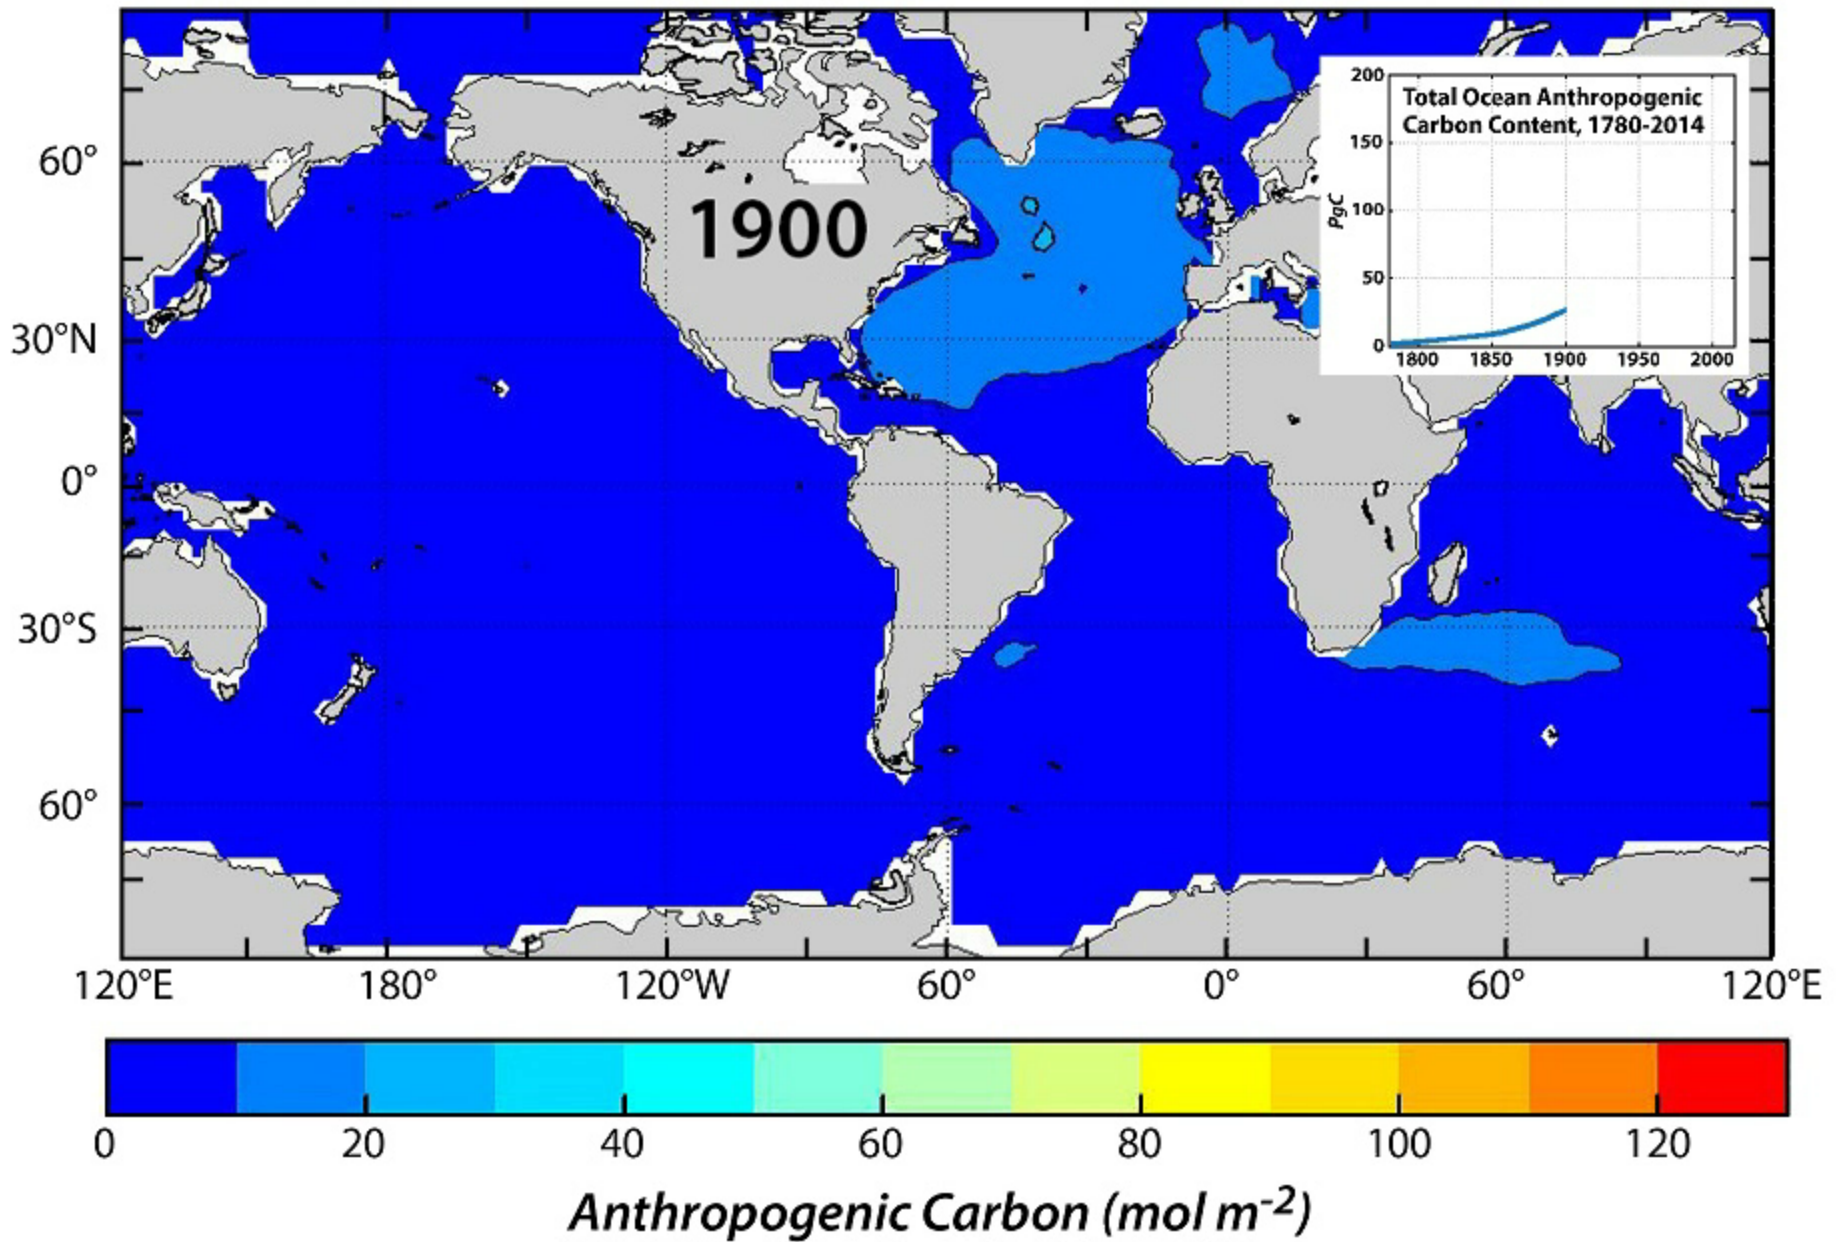 200
Total Ocean Anthropogenic
Carbon Content, 1780-2014
150
100
PgC
50
0
1800 1850 1900 1950 2000
1900
60°
30°N
0°
30°S
60°
120°E 180° 120°W 60° 0° 60° 120°E
0 20 40 60 80 100 120
Anthropogenic Carbon (mol m-2)